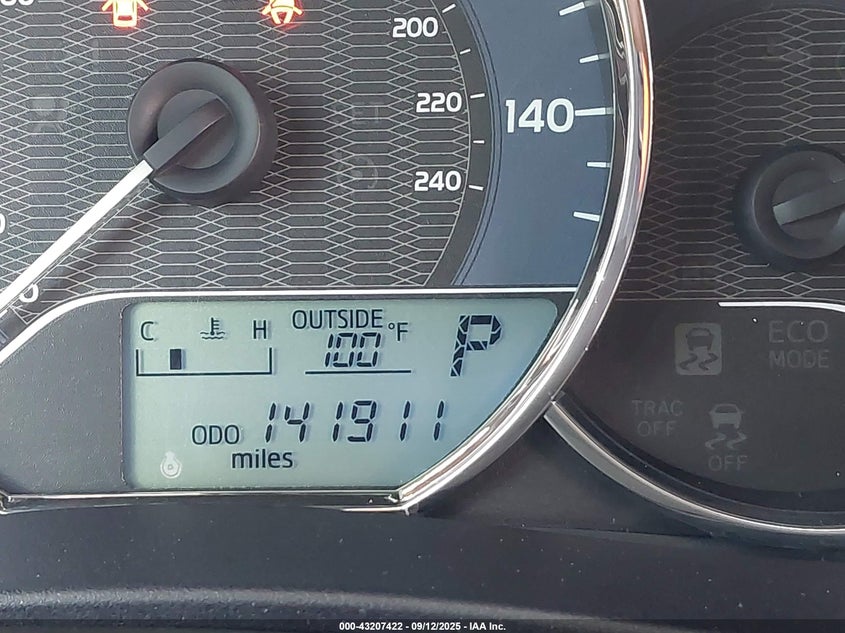 200
220
140
240
0
C H OUTSIDE °F P
100
ECO
MODE
ODO 141911
miles
TRAC
OFF
OFF
000-43207422 - 09/12/2025 - IAA Inc.